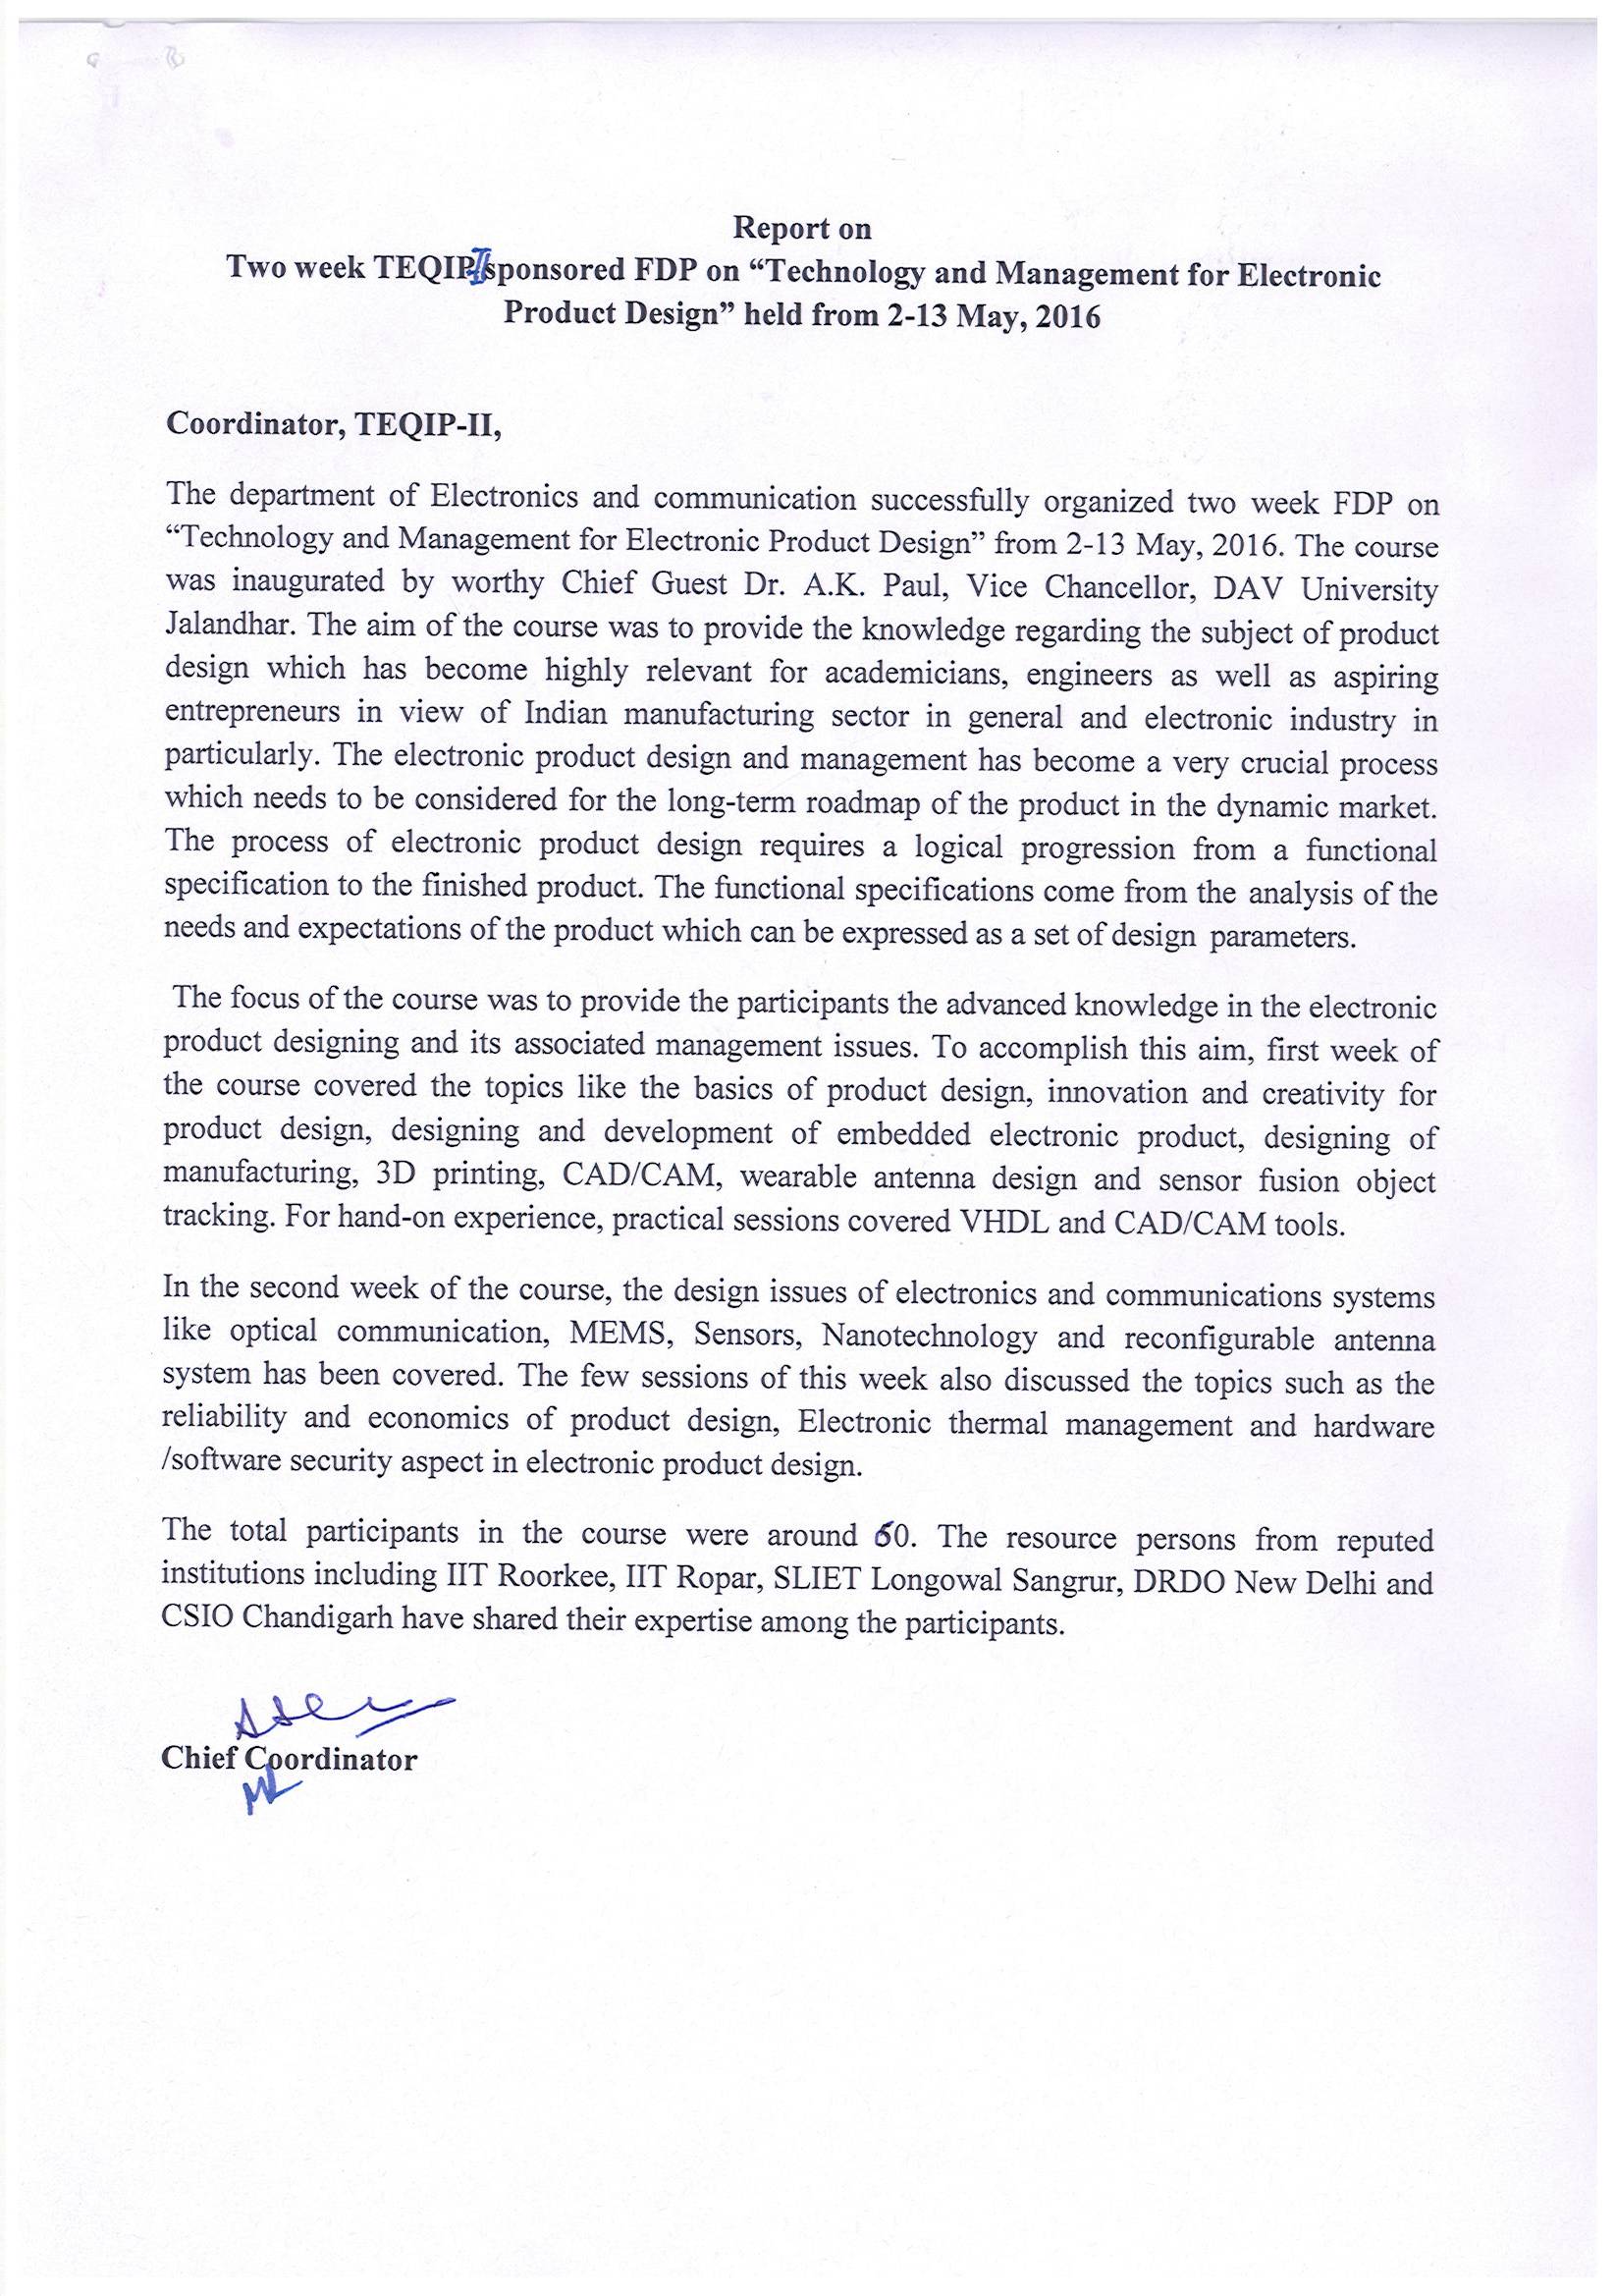 Report on
Two week TEQIP-II sponsored FDP on “Technology and Management for Electronic
Product Design” held from 2-13 May, 2016
Coordinator, TEQIP-II,
The department of Electronics and communication successfully organized two week FDP on
“Technology and Management for Electronic Product Design” from 2-13 May, 2016. The course
was inaugurated by worthy Chief Guest Dr. A.K. Paul, Vice Chancellor, DAV University
Jalandhar. The aim of the course was to provide the knowledge regarding the subject of product
design which has become highly relevant for academicians, engineers as well as aspiring
entrepreneurs in view of Indian manufacturing sector in general and electronic industry in
particularly. The electronic product design and management has become a very crucial process
which needs to be considered for the long-term roadmap of the product in the dynamic market.
The process of electronic product design requires a logical progression from a functional
specification to the finished product. The functional specifications come from the analysis of the
needs and expectations of the product which can be expressed as a set of design parameters.
The focus of the course was to provide the participants the advanced knowledge in the electronic
product designing and its associated management issues. To accomplish this aim, first week of
the course covered the topics like the basics of product design, innovation and creativity for
product design, designing and development of embedded electronic product, designing of
manufacturing, 3D printing, CAD/CAM, wearable antenna design and sensor fusion object
tracking. For hand-on experience, practical sessions covered VHDL and CAD/CAM tools.
In the second week of the course, the design issues of electronics and communications systems
like optical communication, MEMS, Sensors, Nanotechnology and reconfigurable antenna
system has been covered. The few sessions of this week also discussed the topics such as the
reliability and economics of product design, Electronic thermal management and hardware
/software security aspect in electronic product design.
The total participants in the course were around 60. The resource persons from reputed
institutions including IIT Roorkee, IIT Ropar, SLIET Longowal Sangrur, DRDO New Delhi and
CSIO Chandigarh have shared their expertise among the participants.
Chief Coordinator